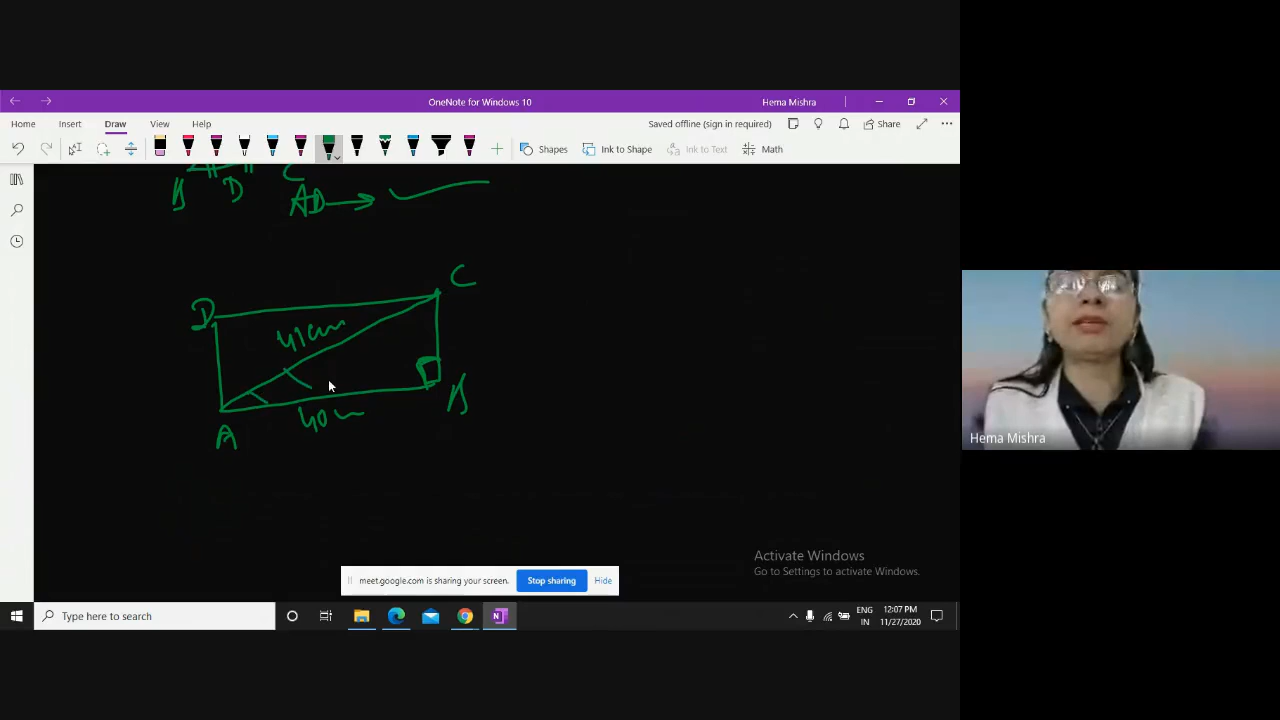 OneNote for Windows 10
Hema Mishra
Home Insert Draw View Help
Saved offline (sign in required)
Share
Shapes
Ink to Shape
Ink to Text
Math
B D C
AD
D C
41cm
40cm
A B
Hema Mishra
Activate Windows
Go to Settings to activate Windows.
meet.google.com is sharing your screen.
Stop sharing
Hide
Type here to search
ENG
IN
12:07 PM
11/27/2020